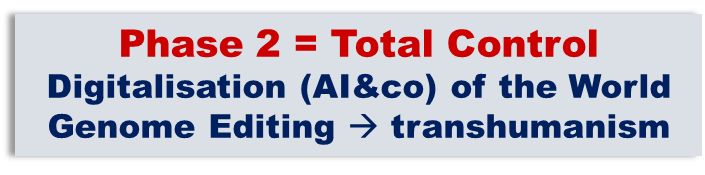 Phase 2 = Total Control
Digitalisation (AI&co) of the World
Genome Editing → transhumanism